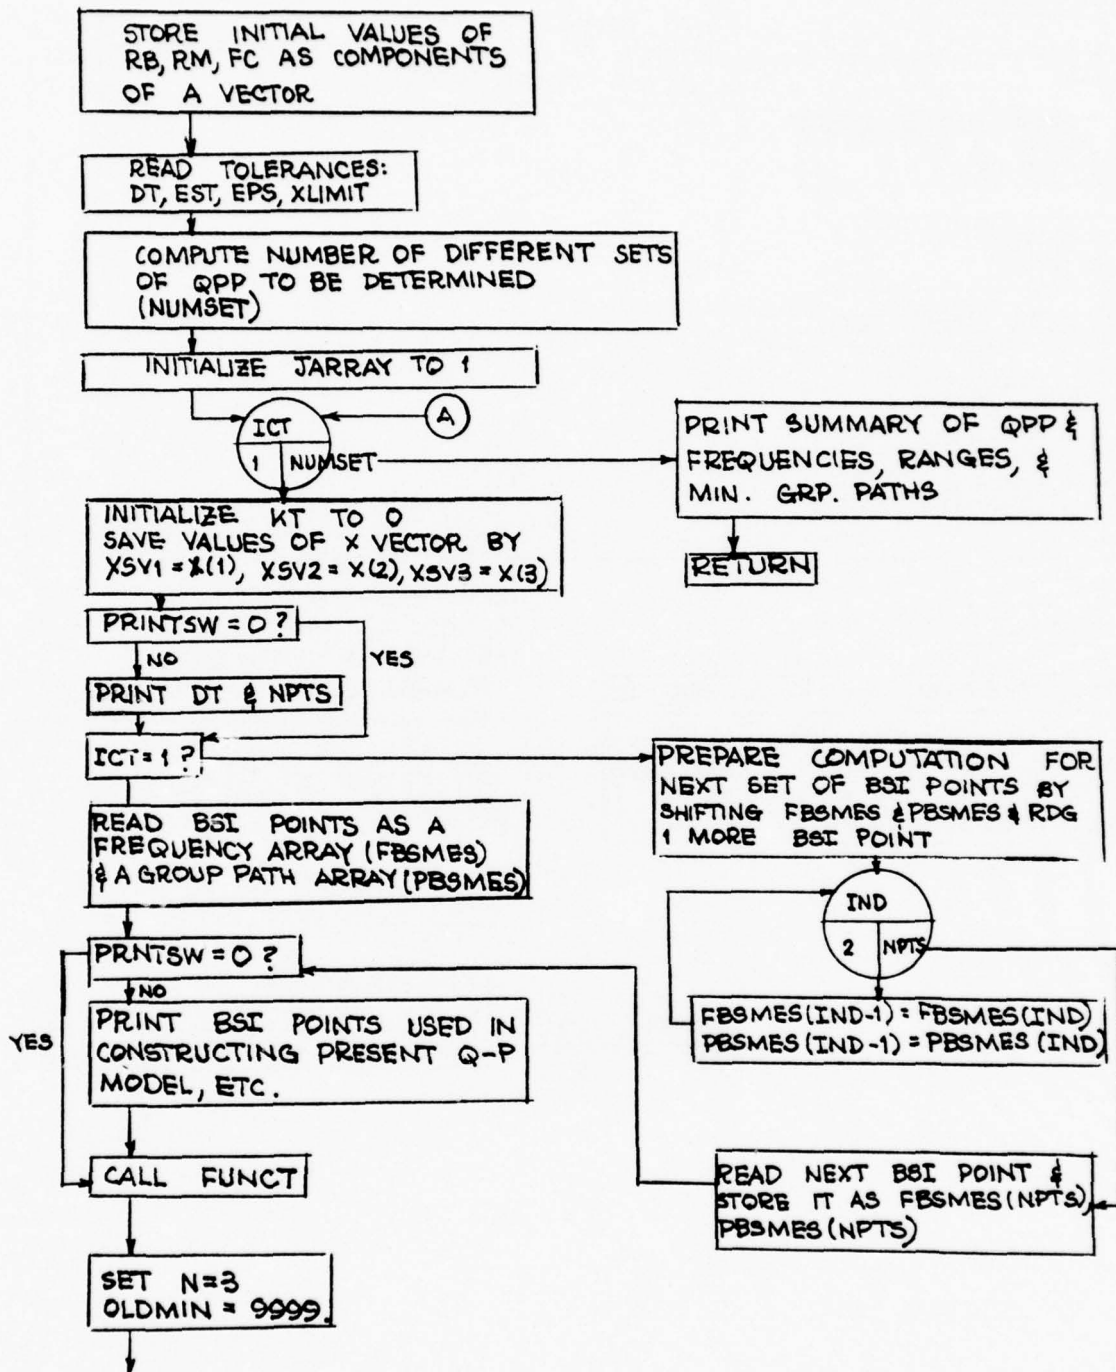 STORE INITIAL VALUES OF
RB, RM, FC AS COMPONENTS
OF A VECTOR
READ TOLERANCES:
DT, EST, EPS, XLIMIT
COMPUTE NUMBER OF DIFFERENT SETS
OF QPP TO BE DETERMINED
(NUMSET)
INITIALIZE JARRAY TO 1
ICT
1 NUMSET
A
PRINT SUMMARY OF QPP &
FREQUENCIES, RANGES, &
MIN. GRP. PATHS
RETURN
INITIALIZE KT TO 0
SAVE VALUES OF X VECTOR BY
XSV1 = X(1), XSV2 = X(2), XSV3 = X(3)
PRINTSW = 0 ?
NO
YES
PRINT DT & NPTS
ICT = 1 ?
READ BSI POINTS AS A
FREQUENCY ARRAY (FBSMES)
& A GROUP PATH ARRAY (PBSMES)
PREPARE COMPUTATION FOR
NEXT SET OF BSI POINTS BY
SHIFTING FBSMES & PBSMES & RDG
1 MORE BSI POINT
IND
2 NPTS
FBSMES(IND-1) = FBSMES(IND)
PBSMES(IND-1) = PBSMES(IND)
PRNTSW = 0 ?
NO
YES
PRINT BSI POINTS USED IN
CONSTRUCTING PRESENT Q-P
MODEL, ETC.
CALL FUNCT
READ NEXT BSI POINT &
STORE IT AS FBSMES(NPTS),
PBSMES(NPTS)
SET N=3
OLDMIN = 9999.